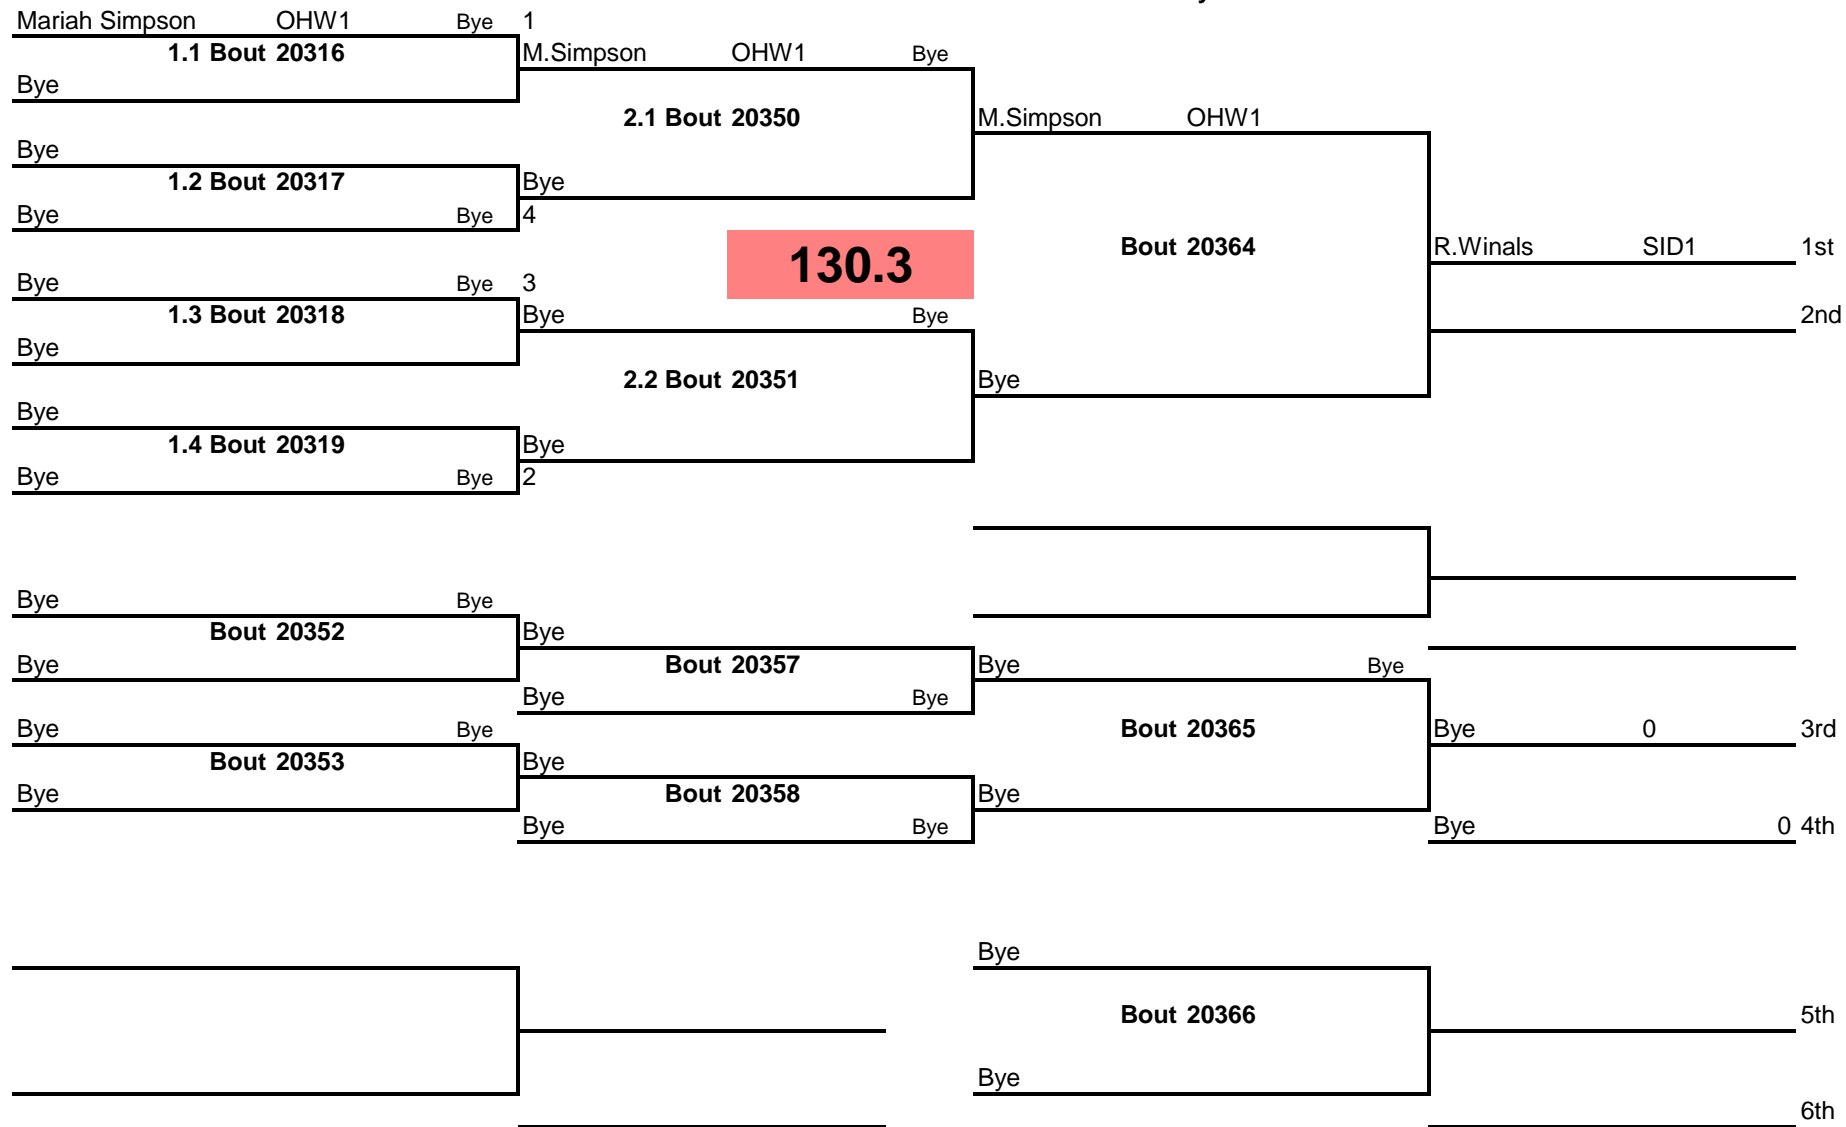 Mariah Simpson OHW1 Bye 1
1.1 Bout 20316 M.Simpson OHW1 Bye
Bye
2.1 Bout 20350 M.Simpson OHW1
Bye
1.2 Bout 20317 Bye
Bye Bye 4
130.3 Bout 20364 R.Winals SID1 1st
Bye Bye 3
1.3 Bout 20318 Bye Bye 2nd
Bye
2.2 Bout 20351 Bye
Bye
1.4 Bout 20319 Bye
Bye Bye 2
Bye Bye
Bout 20352 Bye
Bye Bout 20357 Bye Bye
Bye Bye
Bye Bye Bout 20365 Bye 0 3rd
Bout 20353 Bye
Bye Bout 20358 Bye
Bye Bye Bye 0 4th
Bye
Bout 20366 5th
Bye
6th